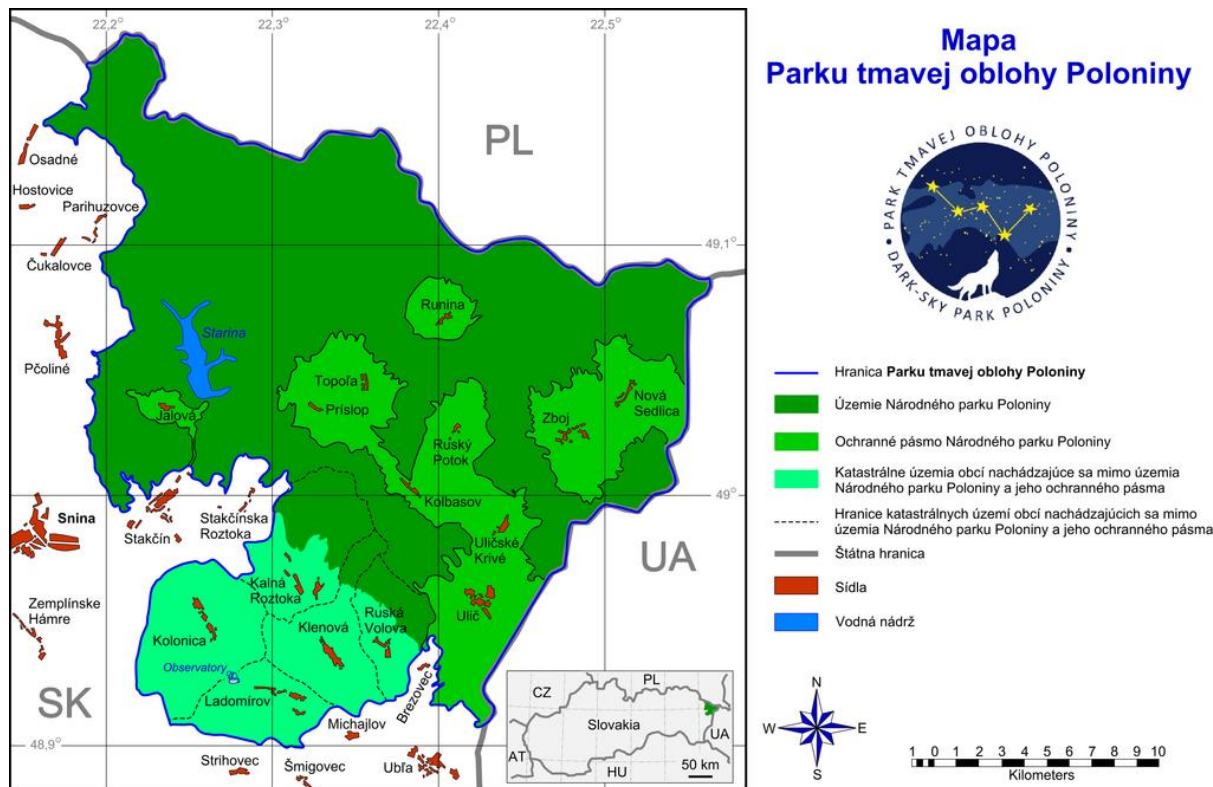 22,2°
22,3°
22,4°
22,5°
PL
Osadné
Hostovice
Parihuzovce
Čukalovce
49,1°
Runina
Starina
Pčoliné
Topoľa
Príslop
Jalová
Nová
Sedlica
Zboj
Ruský
Potok
Kolbasov
49°
Snina
Stakčín
Stakčínska
Roztoka
Uličské
Krivé
UA
Zemplínske
Hámre
Kalná
Roztoka
Kolonica
Klenová
Ruská
Volova
Ulič
Observatory
Ladomírov
Brezovec
SK
Michajlov
48,9°
Strihovec
Šmigovec
Ubľa
CZ
PL
Slovakia
UA
AT
HU
50 km
Mapa
Parku tmavej oblohy Poloniny
PARK TMAVEJ OBLOHY POLONINY
DARK-SKY PARK POLONINY
Hranica Parku tmavej oblohy Poloniny
Územie Národného parku Poloniny
Ochranné pásmo Národného parku Poloniny
Katastrálne územia obcí nachádzajúce sa mimo územia
Národného parku Poloniny a jeho ochranného pásma
Hranice katastrálnych území obcí nachádzajúcich sa mimo
územia Národného parku Poloniny a jeho ochranného pásma
Štátna hranica
Sídla
Vodná nádrž
N
W
E
S
1 0 1 2 3 4 5 6 7 8 9 10
Kilometers